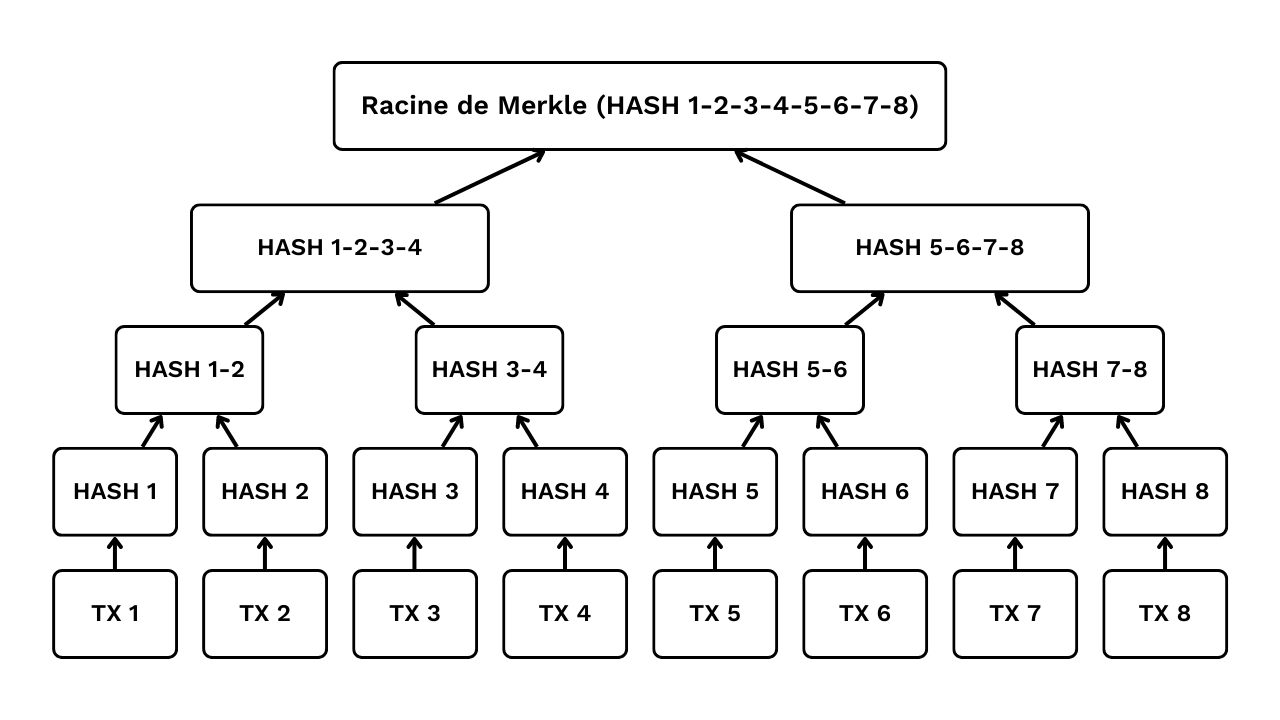 Racine de Merkle (HASH 1-2-3-4-5-6-7-8)
HASH 1-2-3-4
HASH 5-6-7-8
HASH 1-2
HASH 3-4
HASH 5-6
HASH 7-8
HASH 1
HASH 2
HASH 3
HASH 4
HASH 5
HASH 6
HASH 7
HASH 8
TX 1
TX 2
TX 3
TX 4
TX 5
TX 6
TX 7
TX 8